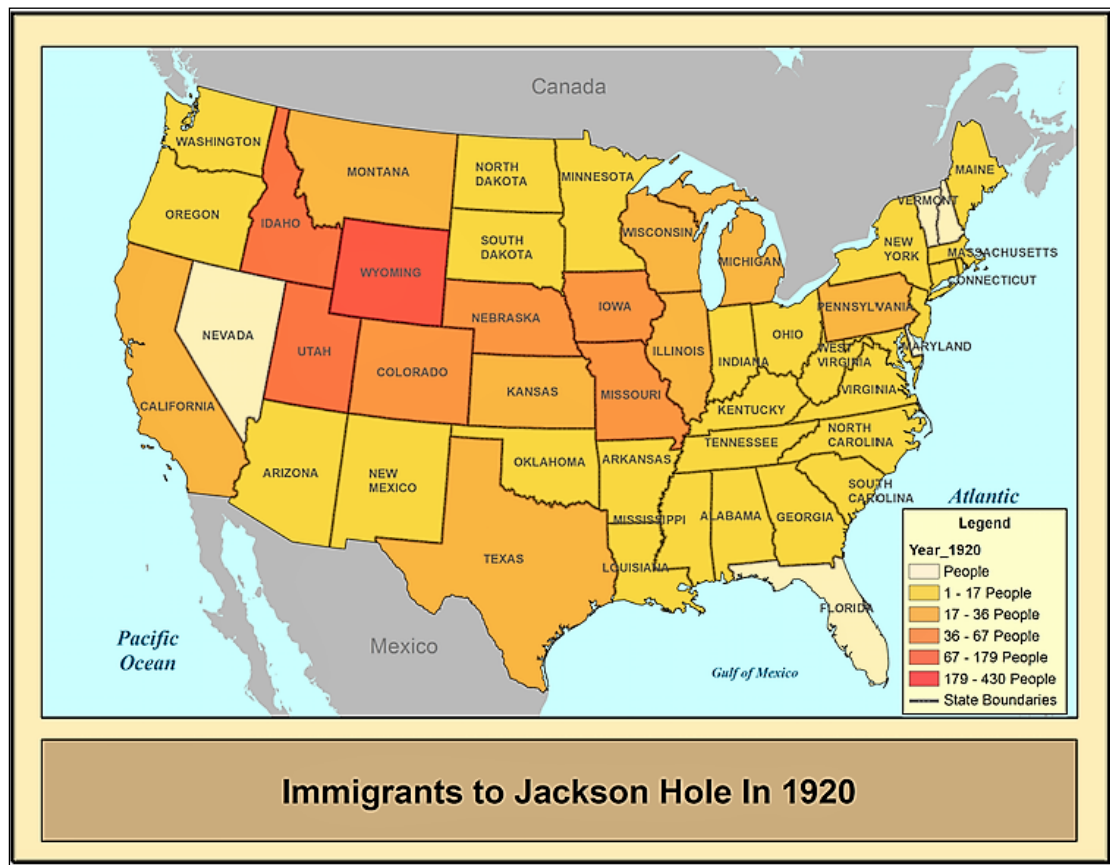 Canada
WASHINGTON
MONTANA
NORTH
DAKOTA
MINNESOTA
MAINE
OREGON
IDAHO
SOUTH
DAKOTA
WISCONSIN
MICHIGAN
VERMONT
NEW
YORK
MASSACHUSETTS
CONNECTICUT
WYOMING
IOWA
PENNSYLVANIA
NEVADA
UTAH
NEBRASKA
ILLINOIS
INDIANA
OHIO
WEST
VIRGINIA
MARYLAND
COLORADO
KANSAS
MISSOURI
KENTUCKY
VIRGINIA
CALIFORNIA
ARIZONA
NEW
MEXICO
OKLAHOMA
ARKANSAS
TENNESSEE
NORTH
CAROLINA
SOUTH
CAROLINA
TEXAS
MISSISSIPPI
ALABAMA
GEORGIA
LOUISIANA
FLORIDA
Atlantic
Pacific
Ocean
Mexico
Gulf of Mexico
Legend
Year_1920
People
1 - 17 People
17 - 36 People
36 - 67 People
67 - 179 People
179 - 430 People
State Boundaries
Immigrants to Jackson Hole In 1920